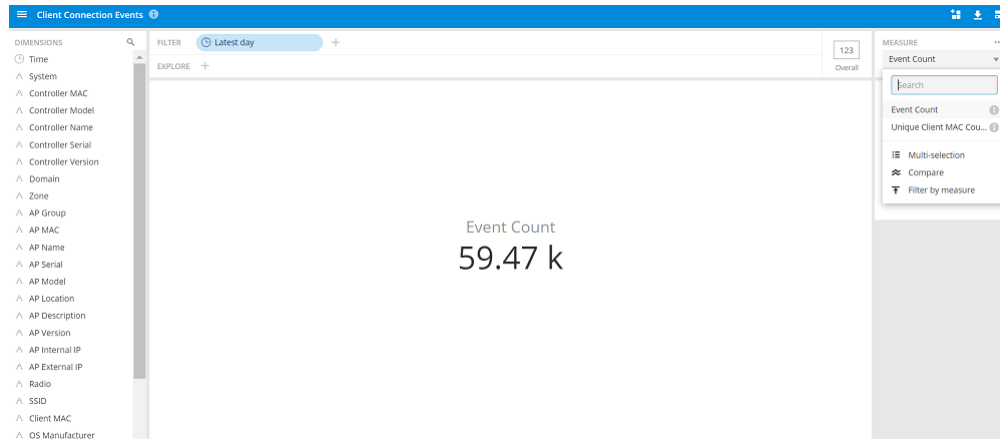 Client Connection Events
DIMENSIONS
Time
System
Controller MAC
Controller Model
Controller Name
Controller Serial
Controller Version
Domain
Zone
AP Group
AP MAC
AP Name
AP Serial
AP Model
AP Location
AP Description
AP Version
AP Internal IP
AP External IP
Radio
SSID
Client MAC
OS Manufacturer
FILTER Latest day
EXPLORE
123
Overall
Event Count
59.47 k
MEASURE
Event Count
Search
Event Count
Unique Client MAC Cou...
Multi-selection
Compare
Filter by measure